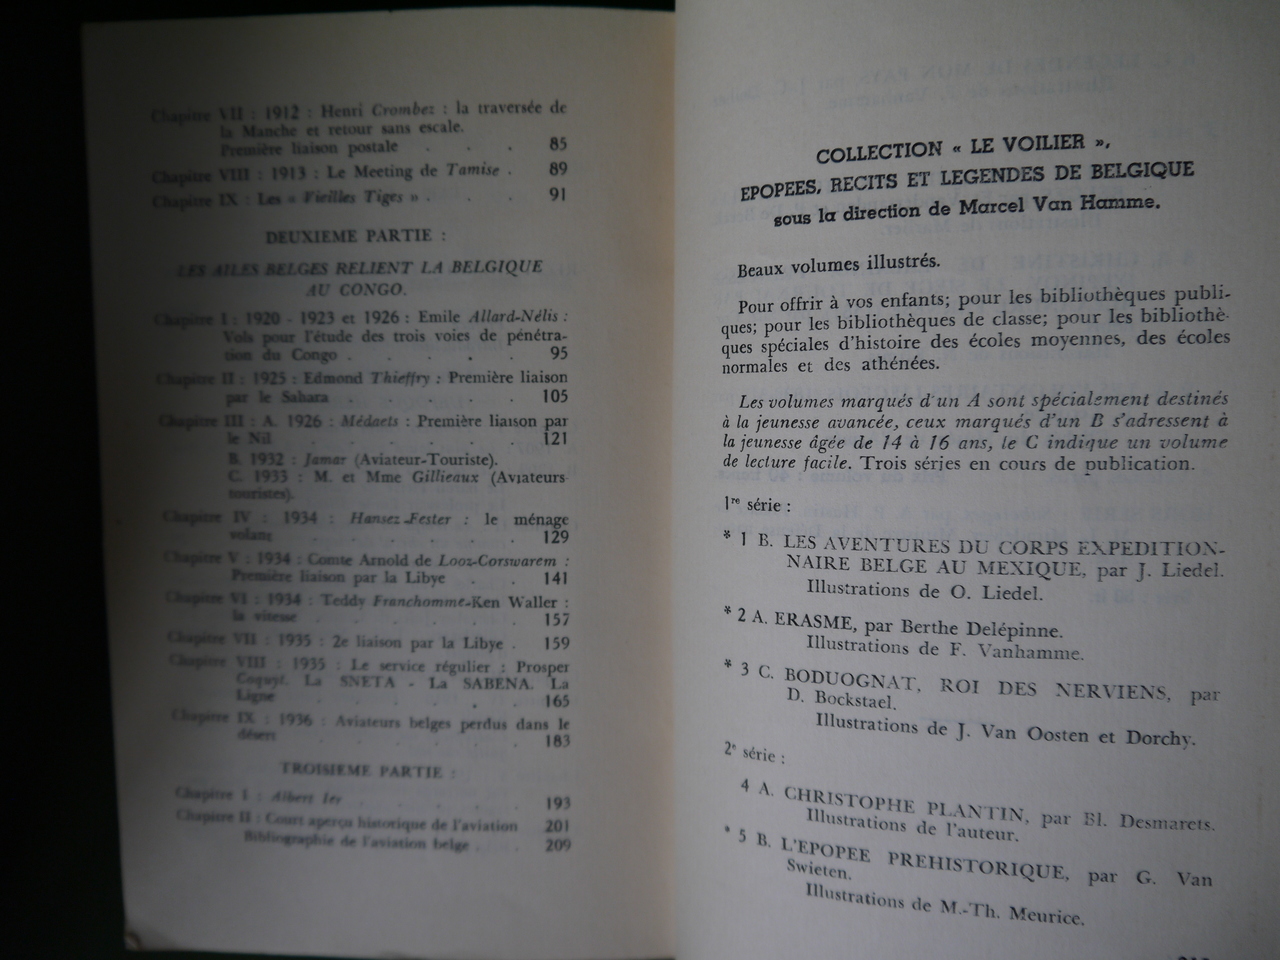 Chapitre VII : 1912 : Henri Crombez : la traversée de
la Manche et retour sans escale.
Première liaison postale . . . 85
Chapitre VIII : 1913 : Le Meeting de Tamise . 89
Chapitre IX : Les « Vieilles Tiges » . . . 91
DEUXIEME PARTIE :
LES AILES BELGES RELIENT LA BELGIQUE
AU CONGO.
Chapitre I : 1920 - 1923 et 1926 : Emile Allard-Nélis :
Vols pour l'étude des trois voies de pénétra-
tion du Congo . . . . . 95
Chapitre II : 1925 : Edmond Thieffry : Première liaison
par le Sahara . . . . . 105
Chapitre III : A. 1926 : Médaets : Première liaison par
le Nil . . . . . . 121
B. 1932 : Jamar (Aviateur-Touriste).
C. 1933 : M. et Mme Gillieaux (Aviateurs-
touristes).
Chapitre IV : 1934 : Hansez-Fester : le ménage
volant . . . . . . 129
Chapitre V : 1934 : Comte Arnold de Looz-Corswarem :
Première liaison par la Libye . . . 141
Chapitre VI : 1934 : Teddy Franchomme-Ken Waller :
la vitesse . . . . . 157
Chapitre VII : 1935 : 2e liaison par la Libye . 159
Chapitre VIII : 1935 : Le service régulier : Prosper
Coquyt. La SNETA - La SABENA. La
Ligne . . . . . . 165
Chapitre IX : 1936 : Aviateurs belges perdus dans le
désert . . . . . . 183
TROISIEME PARTIE :
Chapitre I : Albert Ier . . . . . 193
Chapitre II : Court aperçu historique de l'aviation 201
Bibliographie de l'aviation belge . . 209
COLLECTION « LE VOILIER »,
EPOPEES, RECITS ET LEGENDES DE BELGIQUE
sous la direction de Marcel Van Hamme.
Beaux volumes illustrés.
Pour offrir à vos enfants; pour les bibliothèques publi-
ques; pour les bibliothèques de classe; pour les bibliothè-
ques spéciales d'histoire des écoles moyennes, des écoles
normales et des athénées.
Les volumes marqués d'un A sont spécialement destinés
à la jeunesse avancée, ceux marqués d'un B s'adressent à
la jeunesse âgée de 14 à 16 ans, le C indique un volume
de lecture facile. Trois séries en cours de publication.
1re série :
* 1 B. LES AVENTURES DU CORPS EXPEDITION-
NAIRE BELGE AU MEXIQUE, par J. Liedel.
Illustrations de O. Liedel.
* 2 A. ERASME, par Berthe Delépinne.
Illustrations de F. Vanhamme.
* 3 C. BODUOGNAT, ROI DES NERVIENS, par
D. Bockstael.
Illustrations de J. Van Oosten et Dorchy.
2e série :
4 A. CHRISTOPHE PLANTIN, par Bl. Desmarets.
Illustrations de l'auteur.
* 5 B. L'EPOPEE PREHISTORIQUE, par G. Van
Swieten.
Illustrations de M.-Th. Meurice.